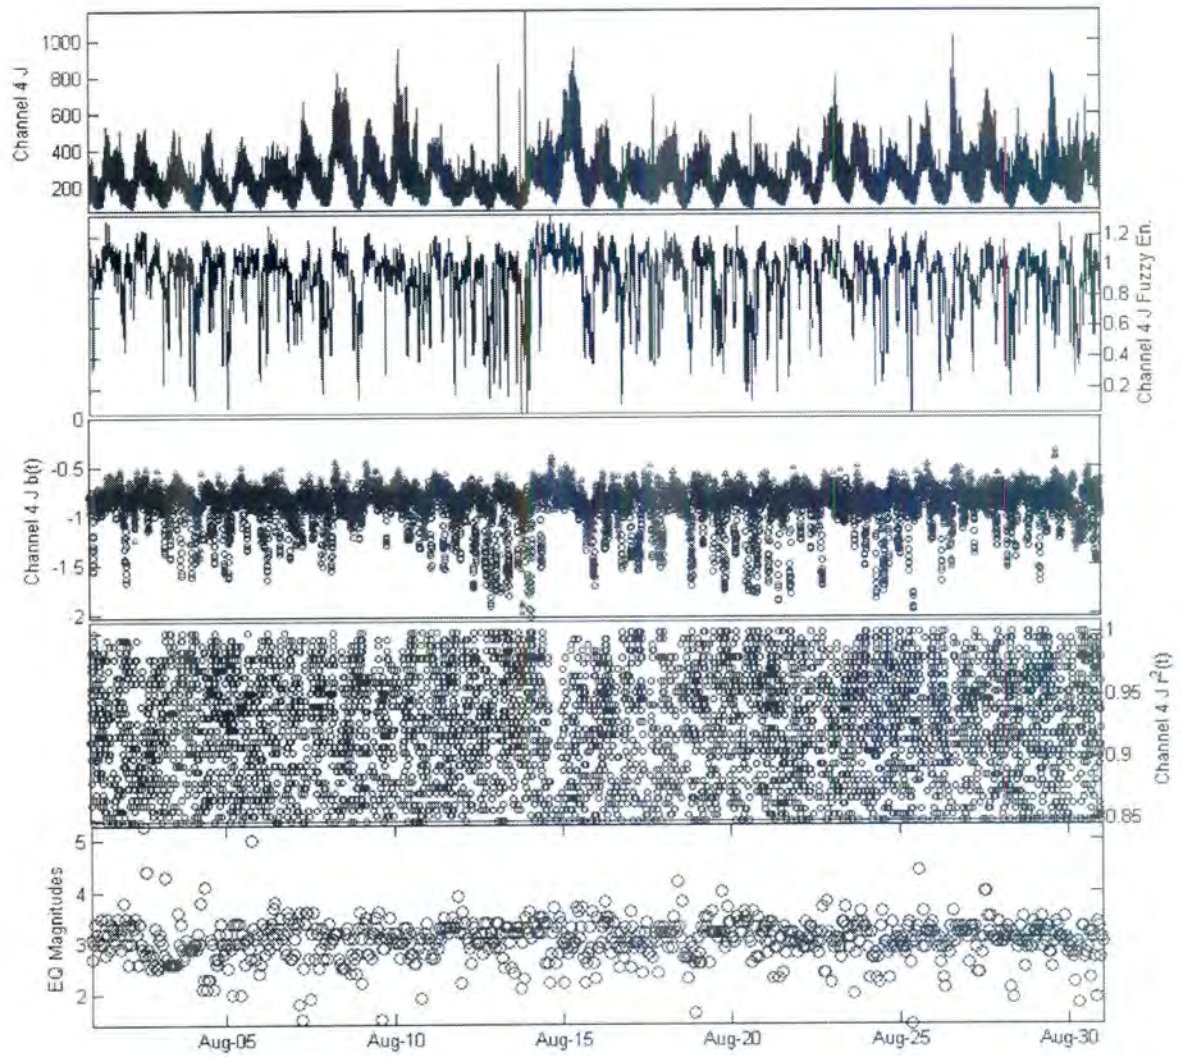 Channel 4 J
1000
800
600
400
200
1.2
1
0.8
0.6
0.4
0.2
Channel 4 J Fuzzy En.
Channel 4 J b(t)
0
-0.5
-1
-1.5
-2
1
0.95
0.9
0.85
Channel 4 J r²(t)
EQ Magnitudes
5
4
3
2
Aug-05
Aug-10
Aug-15
Aug-20
Aug-25
Aug-30